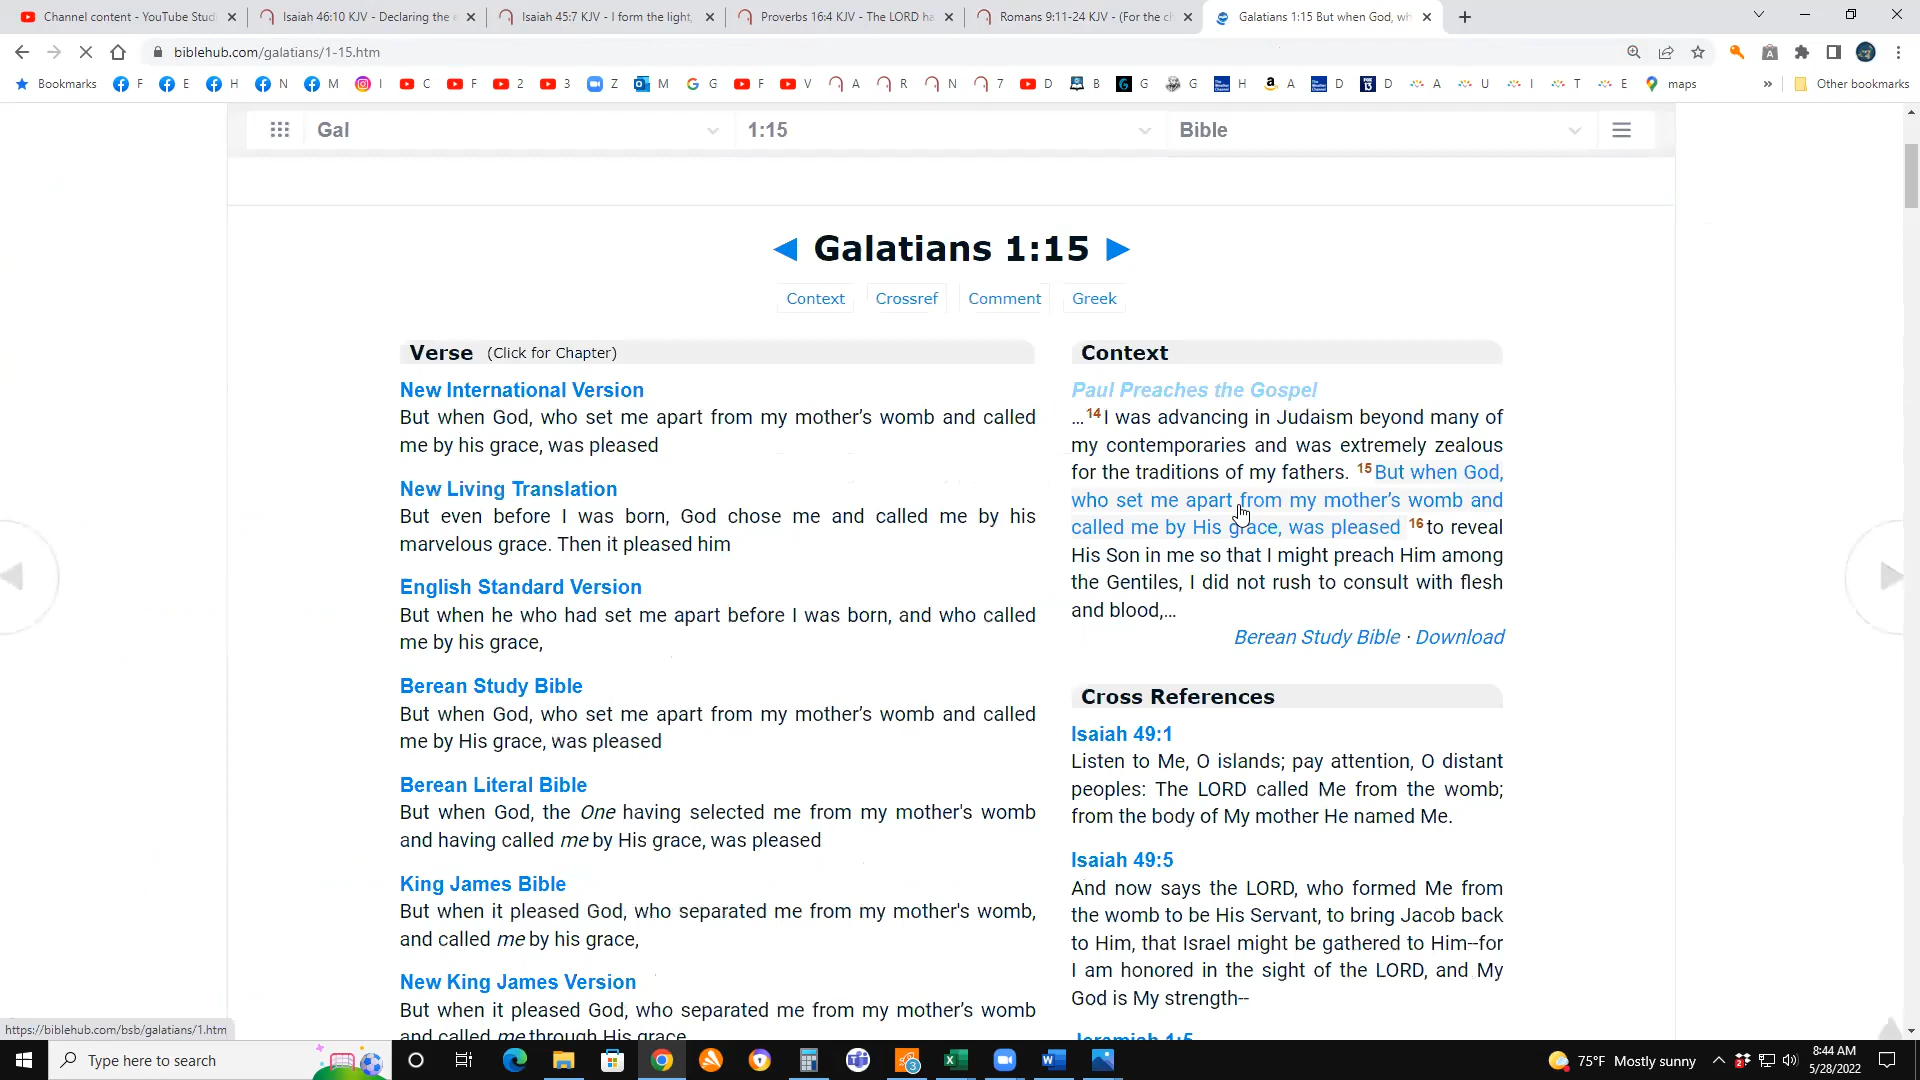 Channel content - YouTube Stud
Isaiah 46:10 KJV - Declaring the e
Isaiah 45:7 KJV - I form the light,
Proverbs 16:4 KJV - The LORD ha
Romans 9:11-24 KJV - (For the c
Galatians 1:15 But when God, wh
biblehub.com/galatians/1-15.htm
Bookmarks F E H N M I C F 2 3 Z M G F V A R N 7 D B G G H A D D A U I T E maps » Other bookmarks
Gal 1:15 Bible
Galatians 1:15
Context Crossref Comment Greek
Verse (Click for Chapter)
New International Version
But when God, who set me apart from my mother’s womb and called
me by his grace, was pleased
New Living Translation
But even before I was born, God chose me and called me by his
marvelous grace. Then it pleased him
English Standard Version
But when he who had set me apart before I was born, and who called
me by his grace,
Berean Study Bible
But when God, who set me apart from my mother’s womb and called
me by His grace, was pleased
Berean Literal Bible
But when God, the One having selected me from my mother's womb
and having called me by His grace, was pleased
King James Bible
But when it pleased God, who separated me from my mother's womb,
and called me by his grace,
New King James Version
But when it pleased God, who separated me from my mother’s womb
and called me through His grace
Context
Paul Preaches the Gospel
…14 I was advancing in Judaism beyond many of
my contemporaries and was extremely zealous
for the traditions of my fathers. 15 But when God,
who set me apart from my mother’s womb and
called me by His grace, was pleased 16 to reveal
His Son in me so that I might preach Him among
the Gentiles, I did not rush to consult with flesh
and blood,…
Berean Study Bible · Download
Cross References
Isaiah 49:1
Listen to Me, O islands; pay attention, O distant
peoples: The LORD called Me from the womb;
from the body of My mother He named Me.
Isaiah 49:5
And now says the LORD, who formed Me from
the womb to be His Servant, to bring Jacob back
to Him, that Israel might be gathered to Him--for
I am honored in the sight of the LORD, and My
God is My strength--
Jeremiah 1:5
https://biblehub.com/bsb/galatians/1.htm
Type here to search
3
75°F Mostly sunny
8:44 AM
5/28/2022